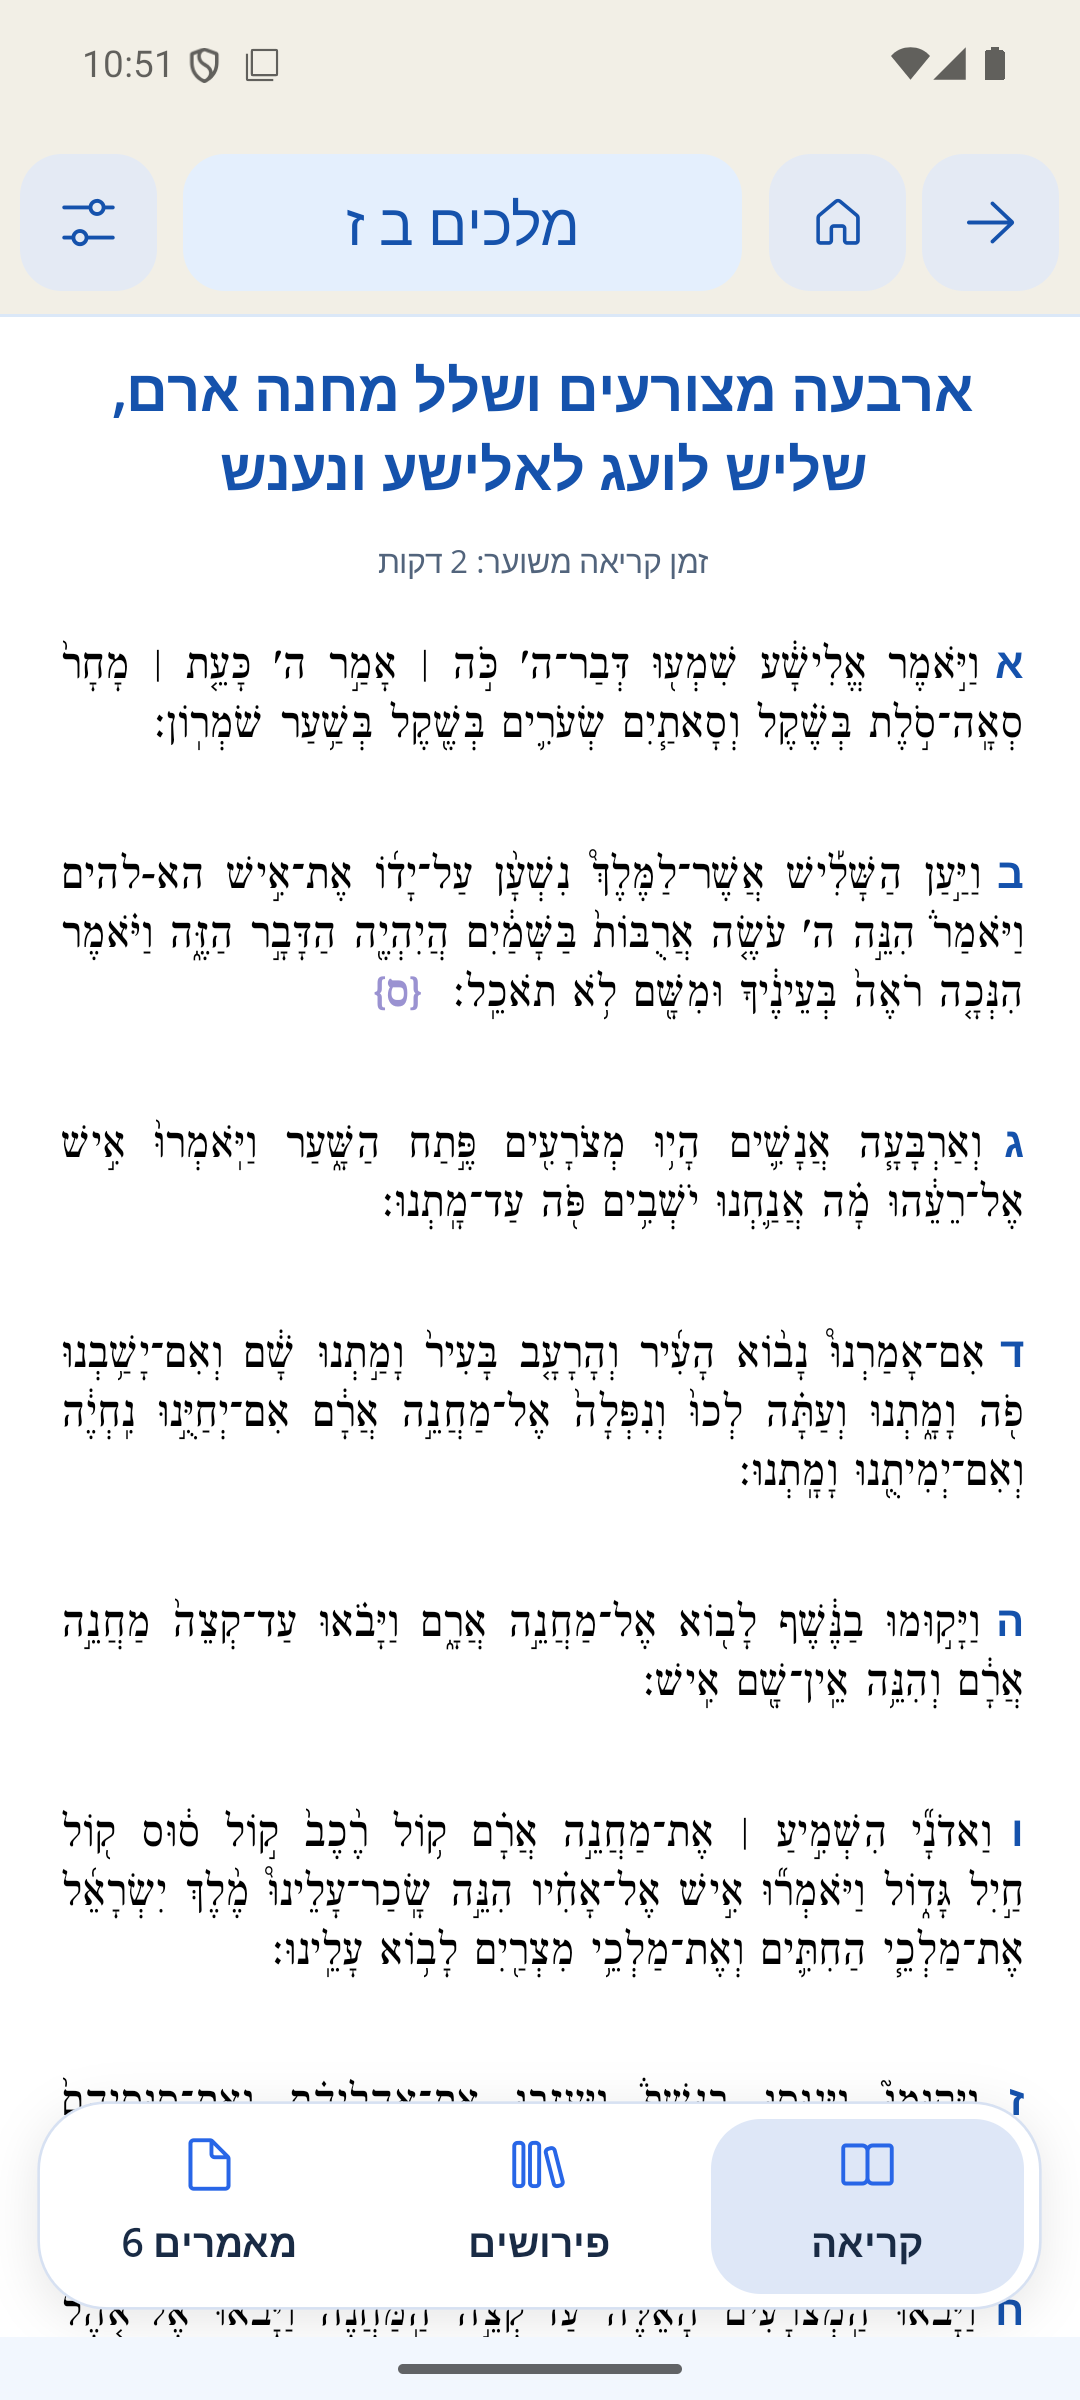 10:51
מלכים ב ז
ארבעה מצורעים ושלל מחנה ארם,
שליש לועג לאלישע ונענש
זמן קריאה משוער: 2 דקות
א וַיֹּ֣אמֶר אֱלִישָׁ֔ע שִׁמְע֖וּ דְּבַר־ה' כֹּ֣ה | אָמַ֣ר ה' כָּעֵ֤ת | מָחָר֙
סְאָֽה־סֹ֣לֶת בְּשֶׁ֗קֶל וְסָאתַ֧יִם שְׂעֹרִ֛ים בְּשֶׁ֖קֶל בְּשַׁ֥עַר שֹׁמְרֽוֹן:
ב וַיַּ֣עַן הַשָּׁלִ֡ישׁ אֲשֶׁר־לַמֶּלֶךְ֩ נִשְׁעָ֨ן עַל־יָד֜וֹ אֶת־אִ֣ישׁ הא-להים
וַיֹּאמַר֒ הִנֵּ֣ה ה' עֹשֶׂ֤ה אֲרֻבּוֹת֙ בַּשָּׁמַ֔יִם הֲיִהְיֶ֖ה הַדָּבָ֣ר הַזֶּ֑ה וַיֹּ֗אמֶר
הִנְּכָ֤ה רֹאֶה֙ בְּעֵינֶ֔יךָ וּמִשָּׁ֖ם לֹ֥א תֹאכֵֽל: {ס}
ג וְאַרְבָּעָ֧ה אֲנָשִׁ֛ים הָי֥וּ מְצֹרָעִ֖ים פֶּ֣תַח הַשָּׁ֑עַר וַיֹּֽאמְרוּ֙ אִ֣ישׁ
אֶל־רֵעֵ֔הוּ מָ֗ה אֲנַ֛חְנוּ יֹשְׁבִ֥ים פֹּ֖ה עַד־מָֽתְנוּ:
ד אִם־אָמַרְנוּ֩ נָב֨וֹא הָעִ֜יר וְהָרָעָ֤ב בָּעִיר֙ וָמַ֣תְנוּ שָׁ֔ם וְאִם־יָשַׁ֥בְנוּ
פֹ֖ה וָמָ֑תְנוּ וְעַתָּ֗ה לְכוּ֙ וְנִפְּלָה֙ אֶל־מַחֲנֵ֣ה אֲרָ֔ם אִם־יְחַיֻּ֣נוּ נִֽחְיֶ֔ה
וְאִם־יְמִיתֻ֖נוּ וָמָֽתְנוּ:
ה וַיָּק֣וּמוּ בַנֶּ֔שֶׁף לָב֖וֹא אֶל־מַחֲנֵ֣ה אֲרָ֑ם וַיָּבֹ֗אוּ עַד־קְצֵה֙ מַחֲנֵ֣ה
אֲרָ֔ם וְהִנֵּ֥ה אֵֽין־שָׁ֖ם אִֽישׁ:
ו וַאדֹנָ֞י הִשְׁמִ֣יעַ | אֶת־מַחֲנֵ֣ה אֲרָ֗ם ק֥וֹל רֶ֙כֶב֙ ק֣וֹל ס֔וּס ק֖וֹל
חַ֣יִל גָּד֑וֹל וַיֹּאמְר֞וּ אִ֣ישׁ אֶל־אָחִ֗יו הִנֵּ֣ה שָֽׂכַר־עָלֵינוּ֩ מֶ֨לֶךְ יִשְׂרָאֵ֜ל
אֶת־מַלְכֵ֧י הַחִתִּ֛ים וְאֶת־מַלְכֵ֥י מִצְרַ֖יִם לָב֥וֹא עָלֵֽינוּ:
ז
קריאה
פירושים
מאמרים 6
ח